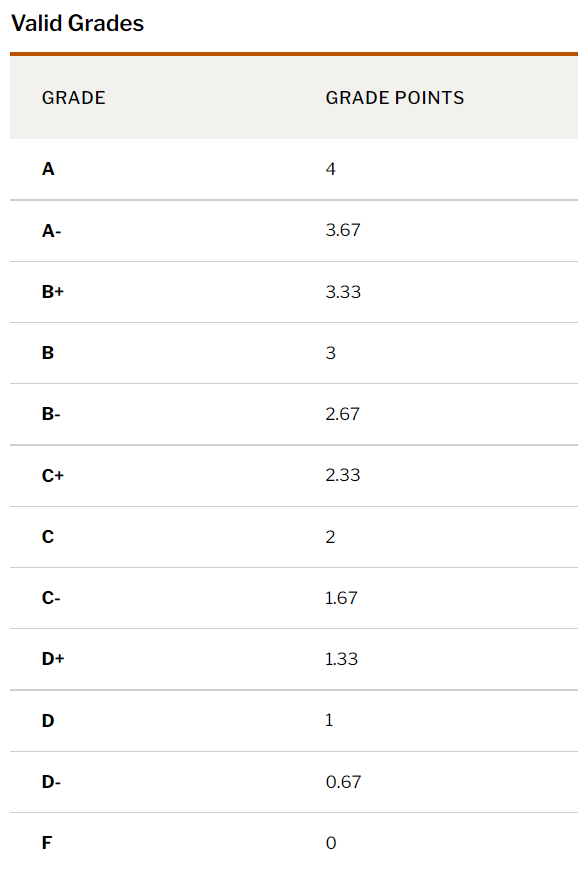 Valid Grades
GRADE GRADE POINTS
A 4
A- 3.67
B+ 3.33
B 3
B- 2.67
C+ 2.33
C 2
C- 1.67
D+ 1.33
D 1
D- 0.67
F 0